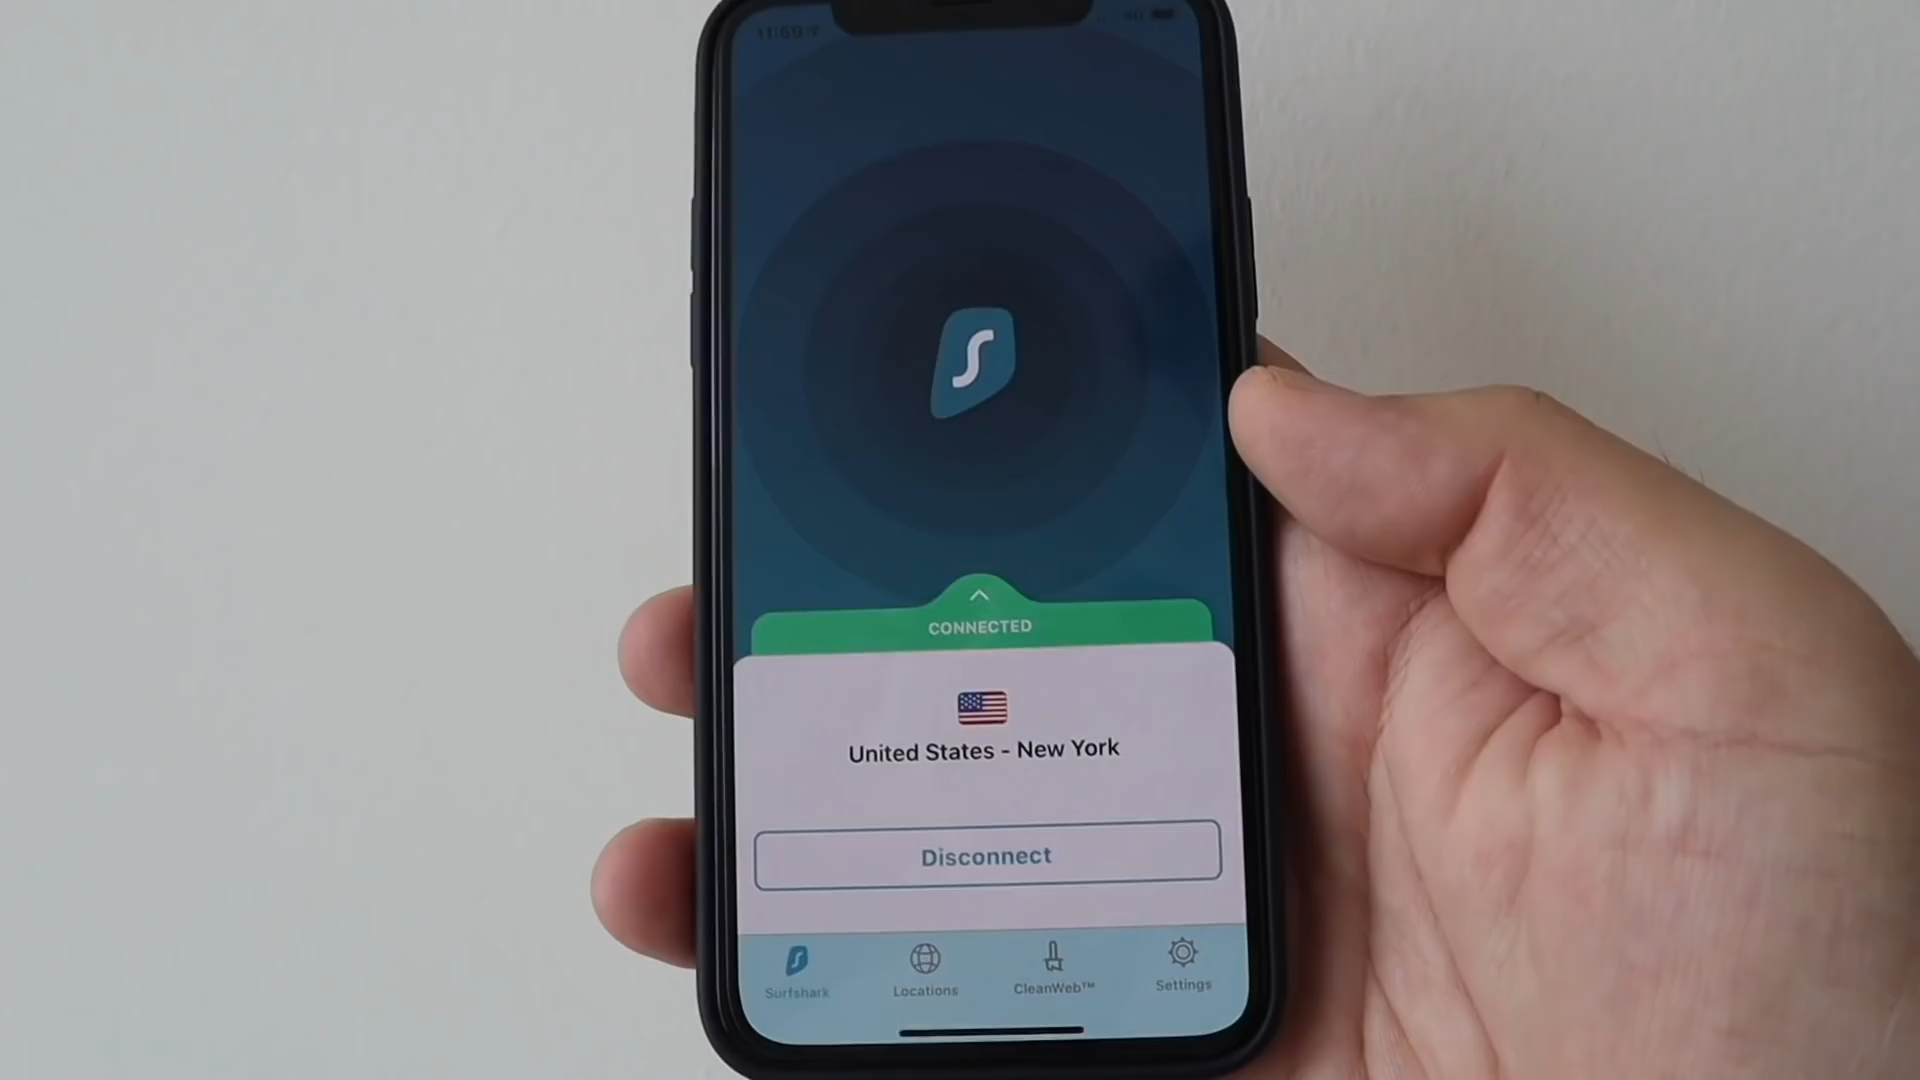 CONNECTED
United States - New York
Disconnect
Surfshark
Locations
CleanWeb™
Settings